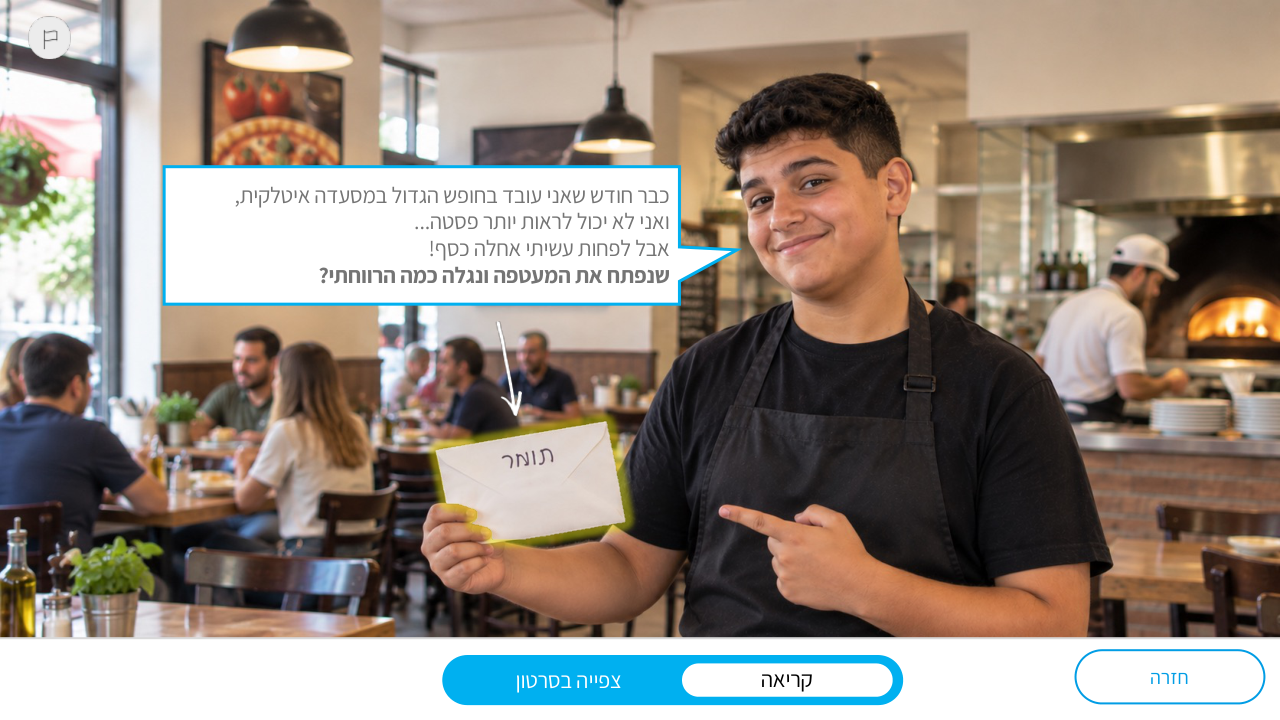 כבר חודש שאני עובד בחופש הגדול במסעדה איטלקית,
ואני לא יכול לראות יותר פסטה...
אבל לפחות עשיתי אחלה כסף!
שנפתח את המעטפה ונגלה כמה הרווחתי?
תומר
חזרה
קריאה
צפייה בסרטון